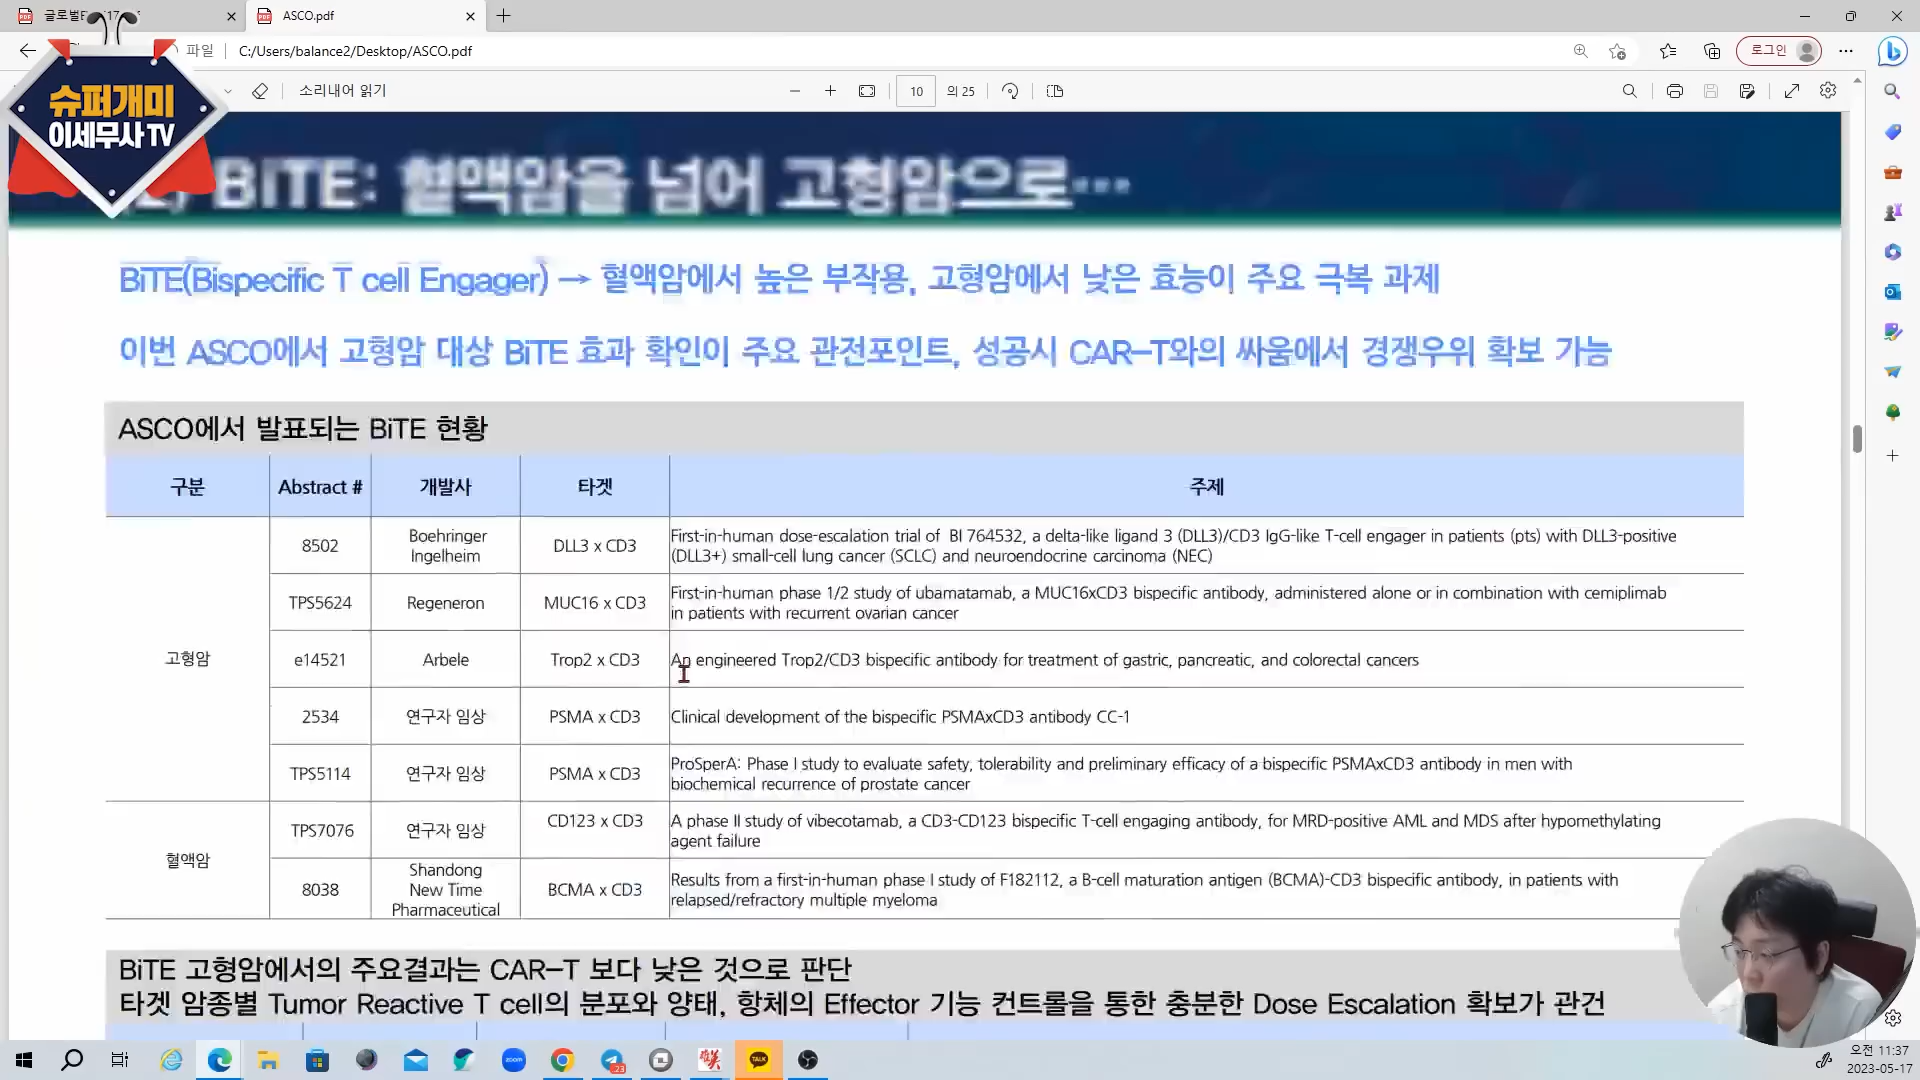 ASCO.pdf
파일
C:/Users/balance2/Desktop/ASCO.pdf
로그인
슈퍼개미
이세무사TV
소리내어 읽기
10 의 25
BiTE: 혈액암을 넘어 고형암으로…
BiTE(Bispecific T cell Engager) → 혈액암에서 높은 부작용, 고형암에서 낮은 효능이 주요 극복 과제
이번 ASCO에서 고형암 대상 BiTE 효과 확인이 주요 관전포인트, 성공시 CAR-T와의 싸움에서 경쟁우위 확보 가능
ASCO에서 발표되는 BiTE 현황
구분 Abstract # 개발사 타겟 주제
고형암
8502 Boehringer Ingelheim DLL3 x CD3 First-in-human dose-escalation trial of BI 764532, a delta-like ligand 3 (DLL3)/CD3 IgG-like T-cell engager in patients (pts) with DLL3-positive
(DLL3+) small-cell lung cancer (SCLC) and neuroendocrine carcinoma (NEC)
TPS5624 Regeneron MUC16 x CD3 First-in-human phase 1/2 study of ubamatamab, a MUC16xCD3 bispecific antibody, administered alone or in combination with cemiplimab
in patients with recurrent ovarian cancer
e14521 Arbele Trop2 x CD3 An engineered Trop2/CD3 bispecific antibody for treatment of gastric, pancreatic, and colorectal cancers
2534 연구자 임상 PSMA x CD3 Clinical development of the bispecific PSMAxCD3 antibody CC-1
TPS5114 연구자 임상 PSMA x CD3 ProSperA: Phase I study to evaluate safety, tolerability and preliminary efficacy of a bispecific PSMAxCD3 antibody in men with
biochemical recurrence of prostate cancer
혈액암
TPS7076 연구자 임상 CD123 x CD3 A phase II study of vibecotamab, a CD3-CD123 bispecific T-cell engaging antibody, for MRD-positive AML and MDS after hypomethylating
agent failure
8038 Shandong New Time Pharmaceutical BCMA x CD3 Results from a first-in-human phase I study of F182112, a B-cell maturation antigen (BCMA)-CD3 bispecific antibody, in patients with
relapsed/refractory multiple myeloma
BiTE 고형암에서의 주요결과는 CAR-T 보다 낮은 것으로 판단
타겟 암종별 Tumor Reactive T cell의 분포와 양태, 항체의 Effector 기능 컨트롤을 통한 충분한 Dose Escalation 확보가 관건
zoom
23
TALK
오전 11:37
2023-05-17